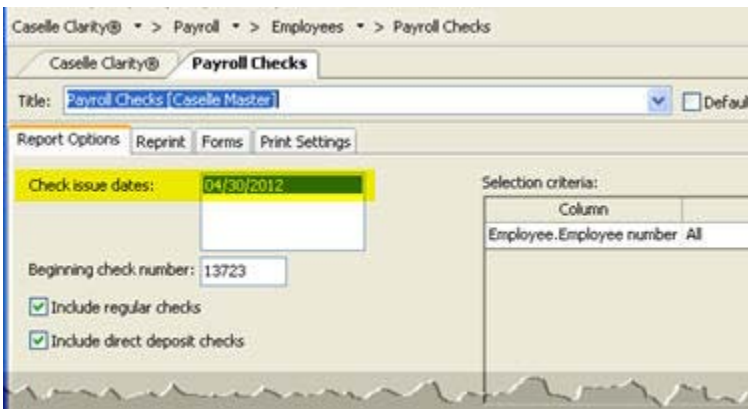 Caselle Clarity® > Payroll > Employees > Payroll Checks
Caselle Clarity® Payroll Checks
Title: Payroll Checks [Caselle Master] Defaul
Report Options Reprint Forms Print Settings
Check issue dates: 04/30/2012 Selection criteria:
Column
Employee.Employee number All
Beginning check number: 13723
Include regular checks
Include direct deposit checks